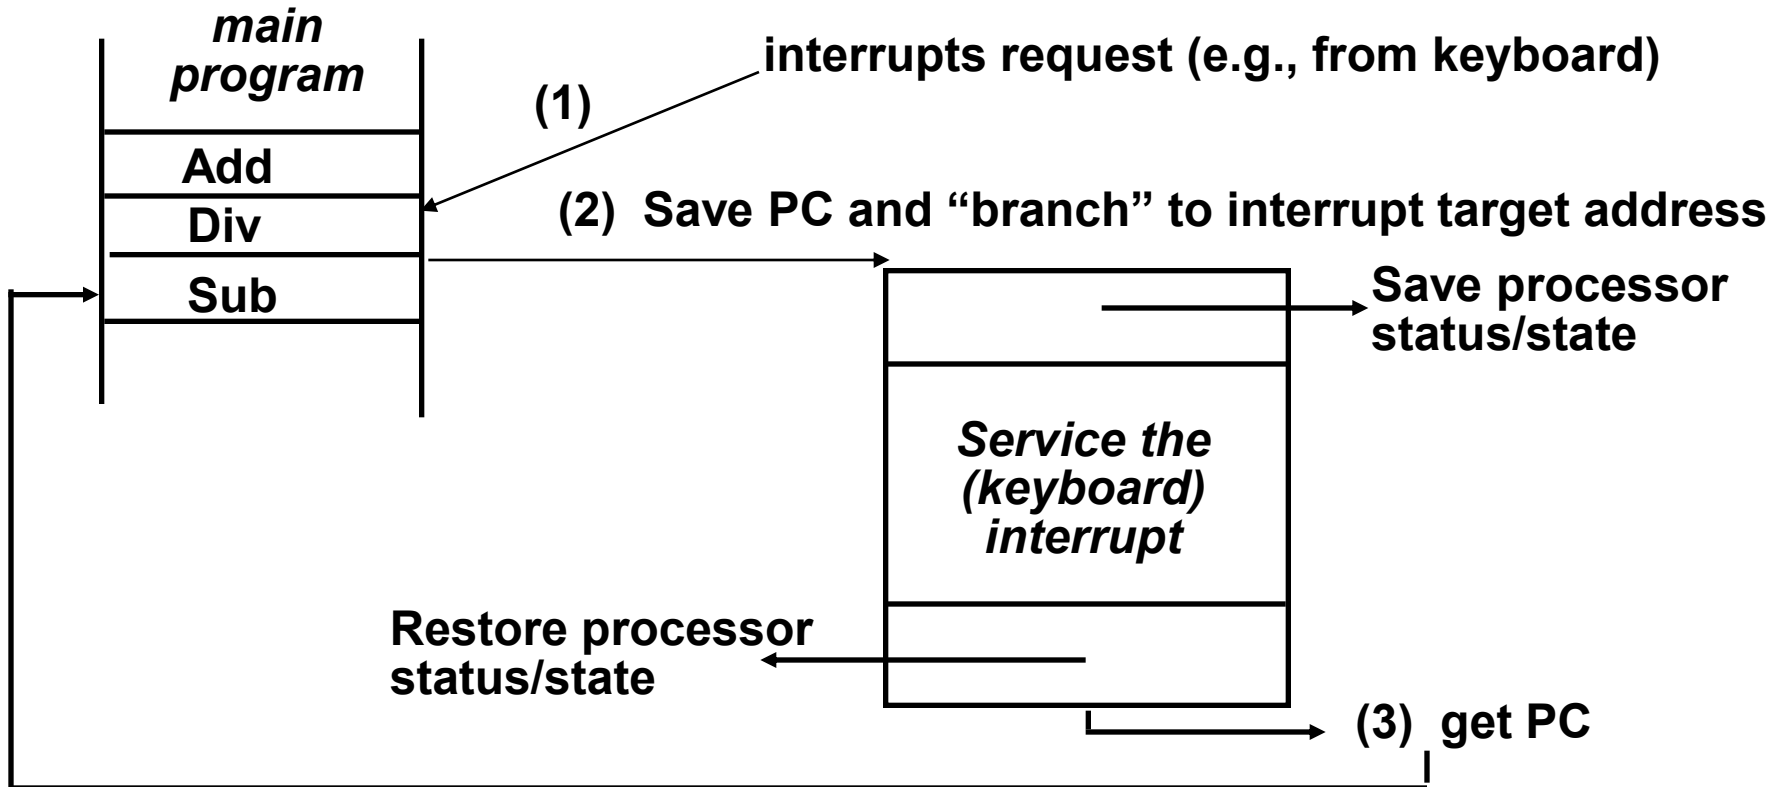 main
program
interrupts request (e.g., from keyboard)
(1)
Add
(2) Save PC and “branch” to interrupt target address
Div
Sub
Save processor
status/state
Service the
(keyboard)
interrupt
Restore processor
status/state
(3) get PC